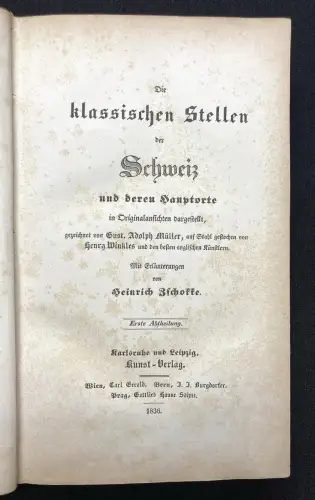 Die
klassischen Stellen
der
Schweiz
und deren Hauptorte
in Originalansichten dargestellt,
gezeichnet von Gust. Adolph Müller, auf Stahl gestochen von
Henry Winkles und den besten englischen Künstlern.
Mit Erläuterungen
von
Heinrich Zschokke.
Erste Abtheilung.
Karlsruhe und Leipzig.
Kunst-Verlag.
Wien, Carl Gerold. Bern, J. J. Burgdorfer.
Prag, Gottlieb Haase Söhne.
1836.